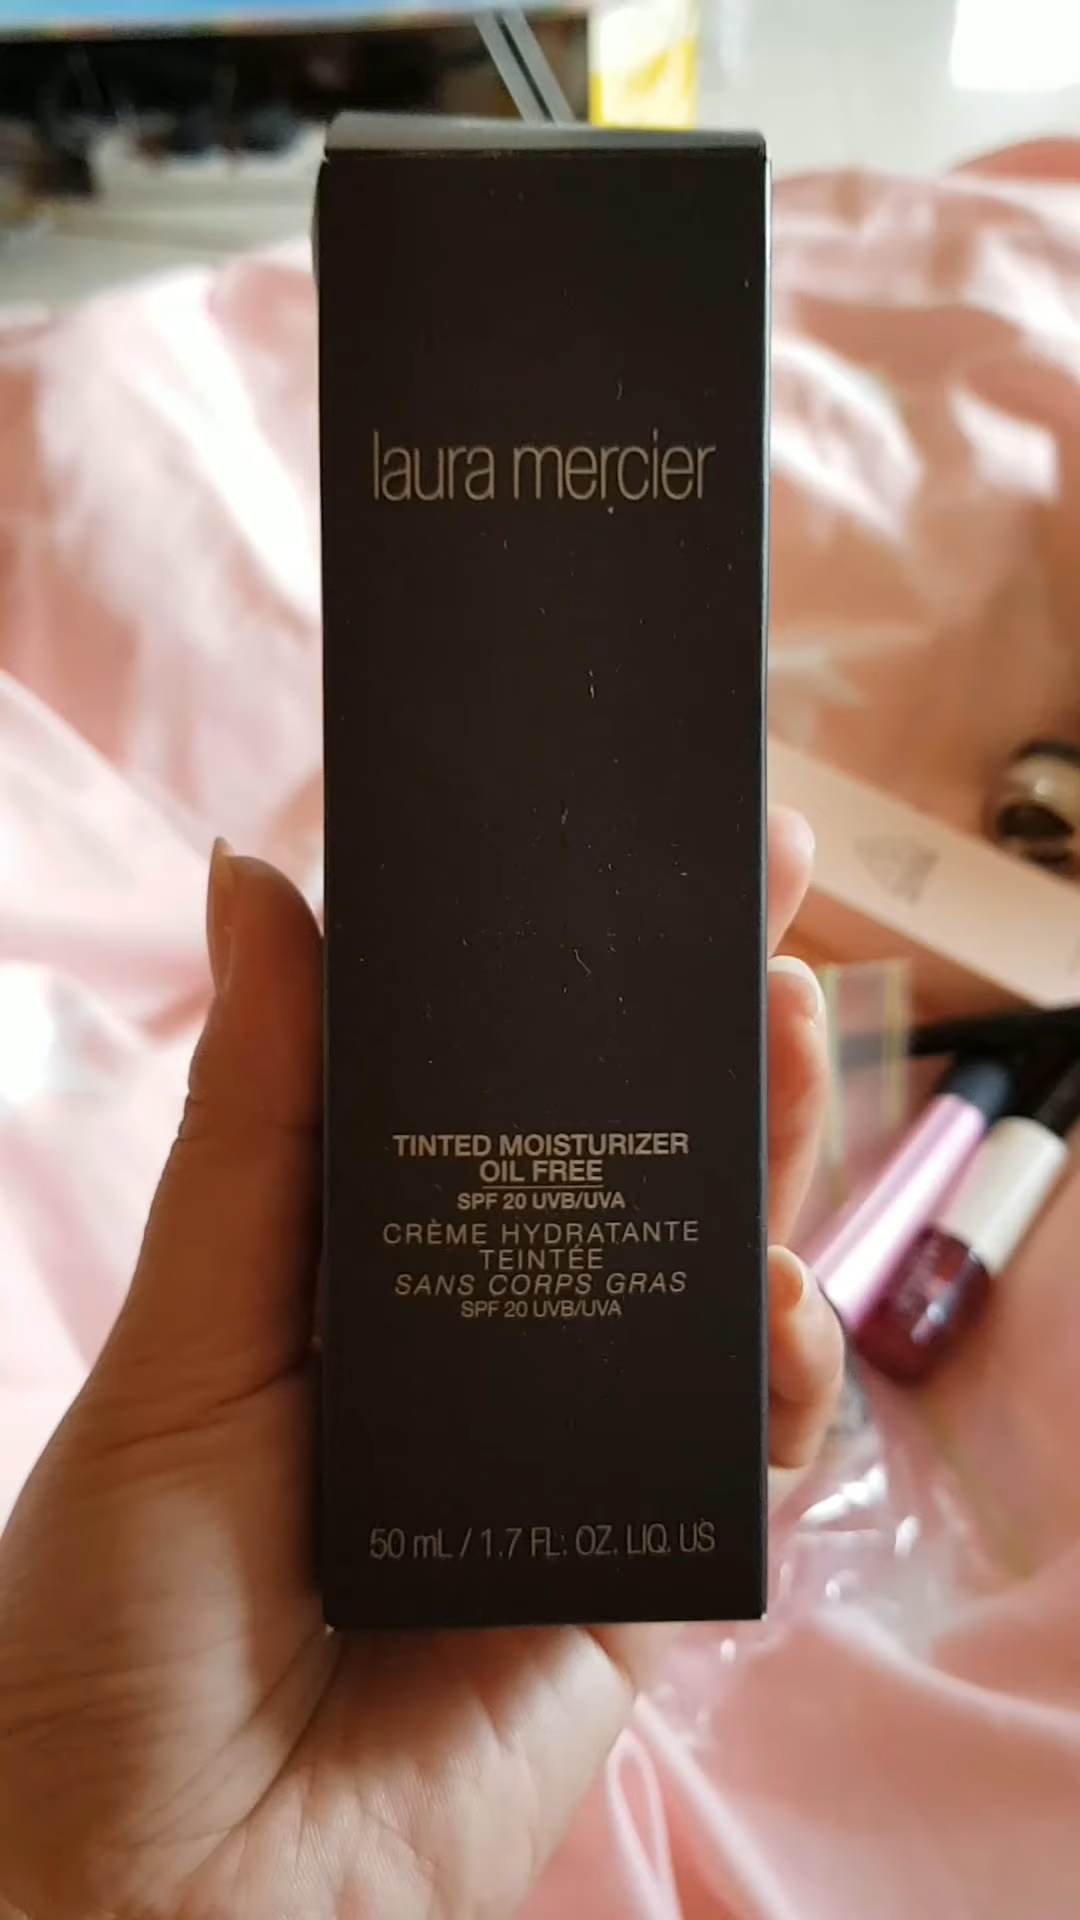 laura mercier
TINTED MOISTURIZER
OIL FREE
SPF 20 UVB/UVA
CRÈME HYDRATANTE
TEINTÉE
SANS CORPS GRAS
SPF 20 UVB/UVA
50 mL / 1.7 FL. OZ. LIQ. US